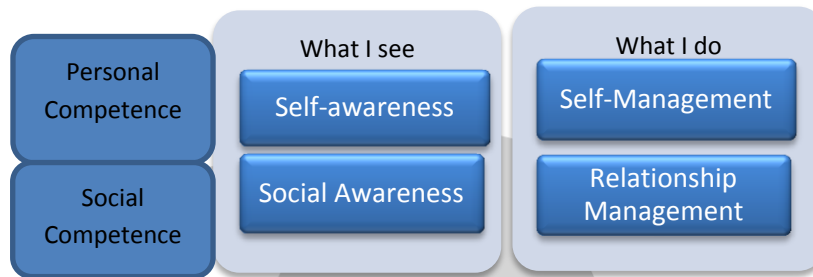 What I see
What I do
Personal
Competence
Self-awareness
Self-Management
Social
Competence
Social Awareness
Relationship
Management